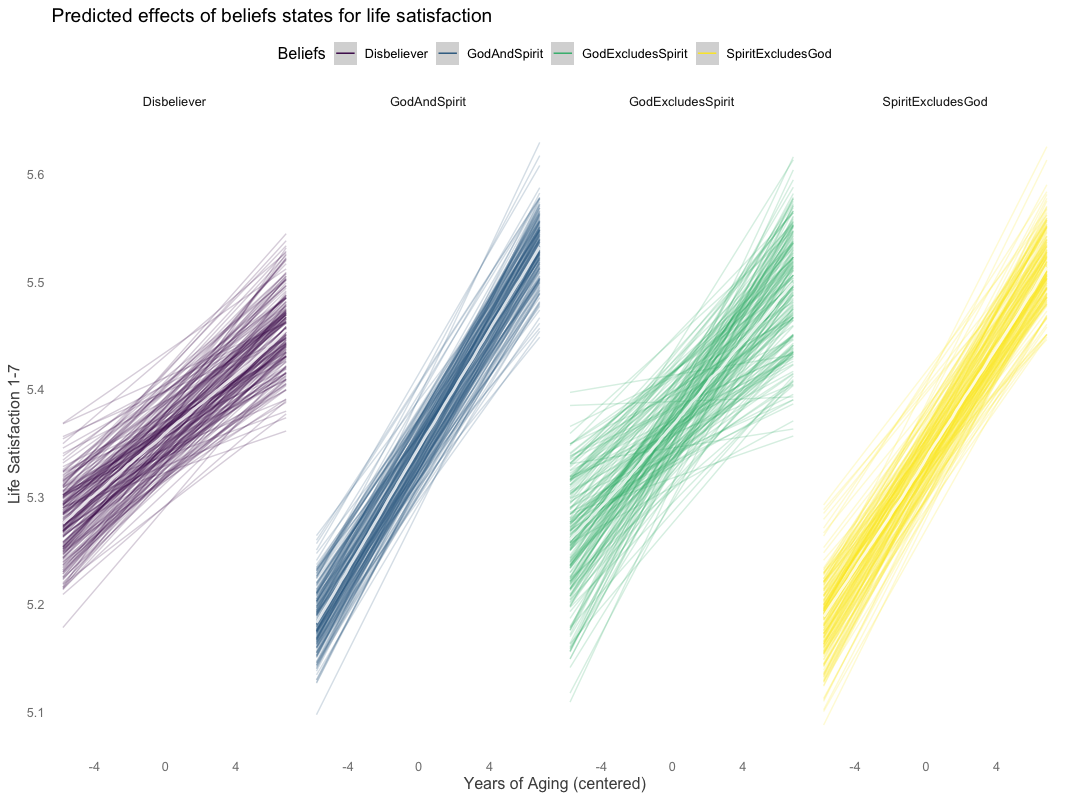 Predicted effects of beliefs states for life satisfaction
Beliefs Disbeliever GodAndSpirit GodExcludesSpirit SpiritExcludesGod
Disbeliever GodAndSpirit GodExcludesSpirit SpiritExcludesGod
Life Satisfaction 1-7
5.6
5.5
5.4
5.3
5.2
5.1
-4 0 4 -4 0 4 -4 0 4 -4 0 4
Years of Aging (centered)